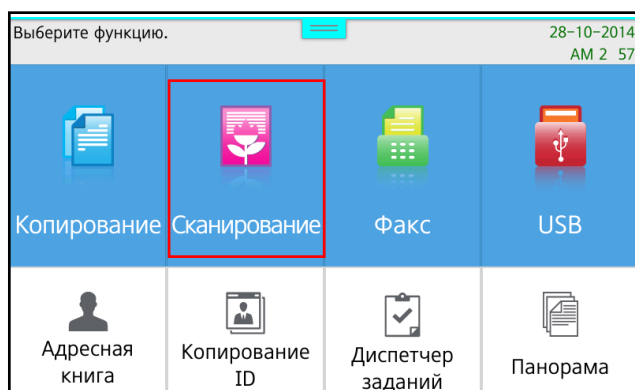 Выберите функцию.
28-10-2014
AM 2 57
Копирование
Сканирование
Факс
USB
Адресная
книга
Копирование
ID
Диспетчер
заданий
Панорама